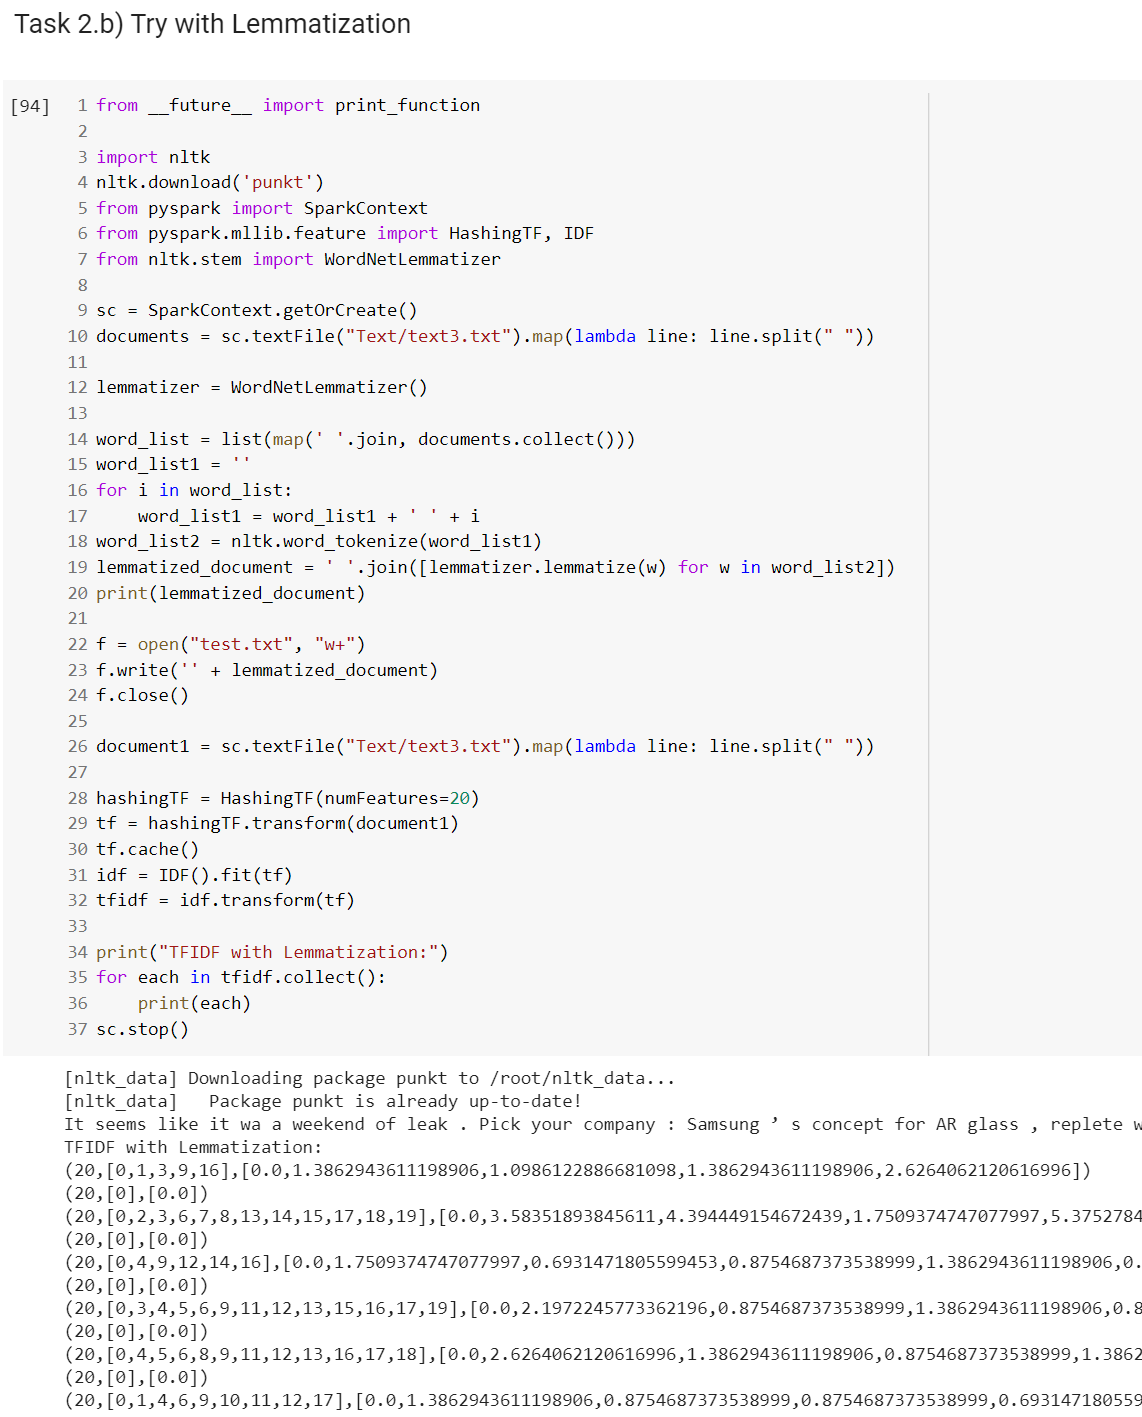 Task 2.b) Try with Lemmatization
[94] 1 from __future__ import print_function
2
3 import nltk
4 nltk.download('punkt')
5 from pyspark import SparkContext
6 from pyspark.mllib.feature import HashingTF, IDF
7 from nltk.stem import WordNetLemmatizer
8
9 sc = SparkContext.getOrCreate()
10 documents = sc.textFile("Text/text3.txt").map(lambda line: line.split(" "))
11
12 lemmatizer = WordNetLemmatizer()
13
14 word_list = list(map(' '.join, documents.collect()))
15 word_list1 = ''
16 for i in word_list:
17     word_list1 = word_list1 + ' ' + i
18 word_list2 = nltk.word_tokenize(word_list1)
19 lemmatized_document = ' '.join([lemmatizer.lemmatize(w) for w in word_list2])
20 print(lemmatized_document)
21
22 f = open("test.txt", "w+")
23 f.write('' + lemmatized_document)
24 f.close()
25
26 document1 = sc.textFile("Text/text3.txt").map(lambda line: line.split(" "))
27
28 hashingTF = HashingTF(numFeatures=20)
29 tf = hashingTF.transform(document1)
30 tf.cache()
31 idf = IDF().fit(tf)
32 tfidf = idf.transform(tf)
33
34 print("TFIDF with Lemmatization:")
35 for each in tfidf.collect():
36     print(each)
37 sc.stop()
[nltk_data] Downloading package punkt to /root/nltk_data...
[nltk_data]   Package punkt is already up-to-date!
It seems like it wa a weekend of leak . Pick your company : Samsung ’ s concept for AR glass , replete w
TFIDF with Lemmatization:
(20,[0,1,3,9,16],[0.0,1.3862943611198906,1.0986122886681098,1.3862943611198906,2.6264062120616996])
(20,[0],[0.0])
(20,[0,2,3,6,7,8,13,14,15,17,18,19],[0.0,3.58351893845611,4.394449154672439,1.7509374747077997,5.3752784
(20,[0],[0.0])
(20,[0,4,9,12,14,16],[0.0,1.7509374747077997,0.6931471805599453,0.8754687373538999,1.3862943611198906,0.
(20,[0],[0.0])
(20,[0,3,4,5,6,9,11,12,13,15,16,17,19],[0.0,2.1972245773362196,0.8754687373538999,1.3862943611198906,0.8
(20,[0],[0.0])
(20,[0,4,5,6,8,9,11,12,13,16,17,18],[0.0,2.6264062120616996,1.3862943611198906,0.8754687373538999,1.3862
(20,[0],[0.0])
(20,[0,1,4,6,9,10,11,12,17],[0.0,1.3862943611198906,0.8754687373538999,0.8754687373538999,0.693147180559